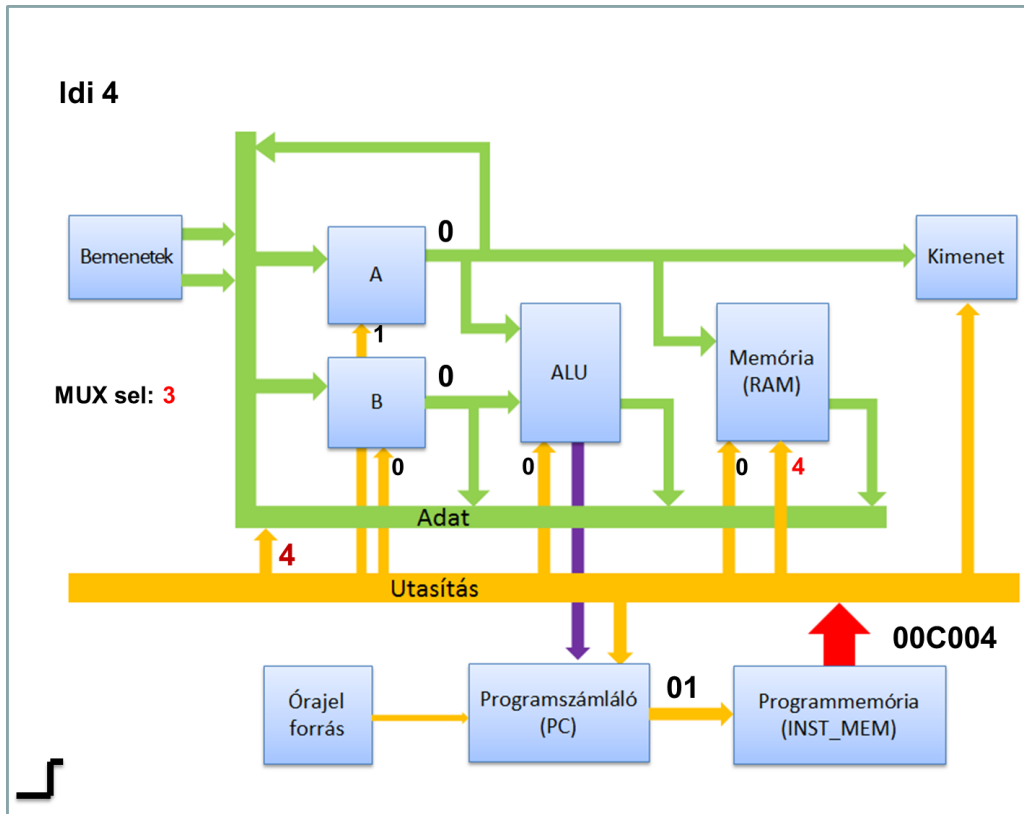 ldi 4
0
Bemenetek
A
Kimenet
1
0
ALU
Memória
(RAM)
MUX sel: 3
B
0
0
0
4
Adat
4
Utasítás
00C004
Órajel
forrás
Programszámláló
(PC)
01
Programmemória
(INST_MEM)